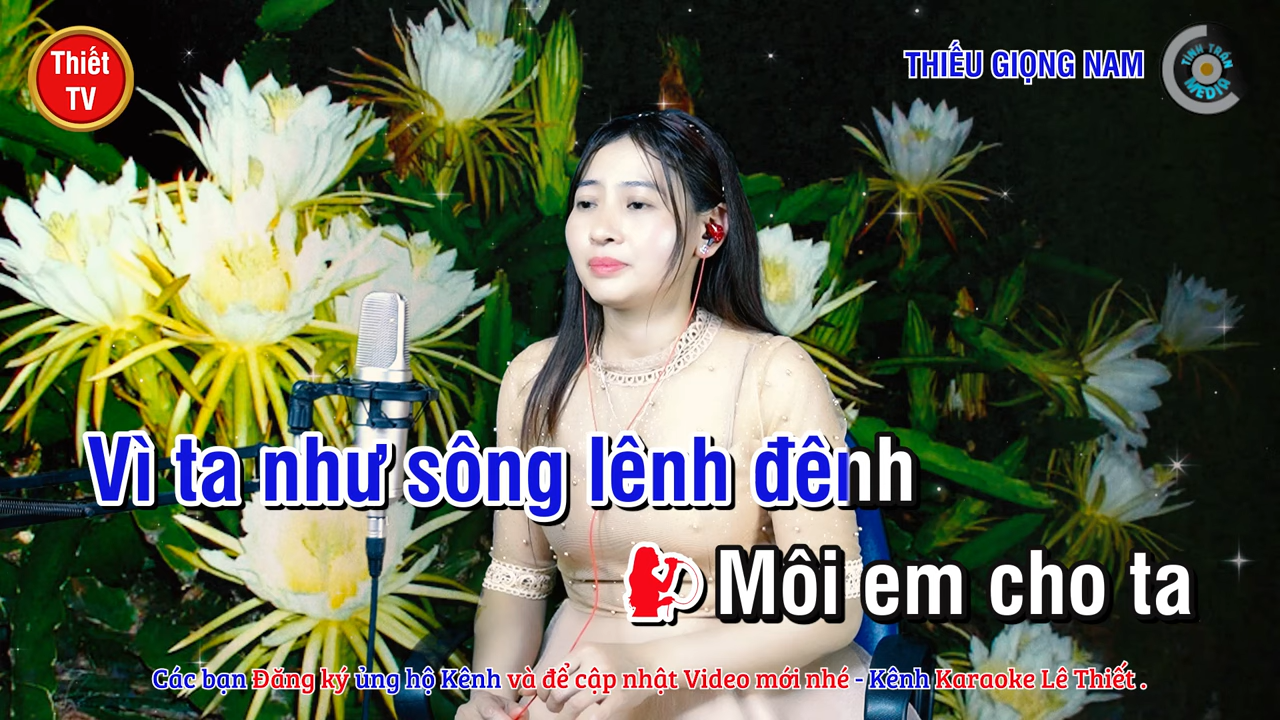 Thiết
TV
THIẾU GIỌNG NAM
TÌNH TRẦN
MEDIA
Vì ta như sông lênh đênh
Môi em cho ta
Các bạn Đăng ký ủng hộ Kênh và để cập nhật Video mới nhé - Kênh Karaoke Lê Thiết .